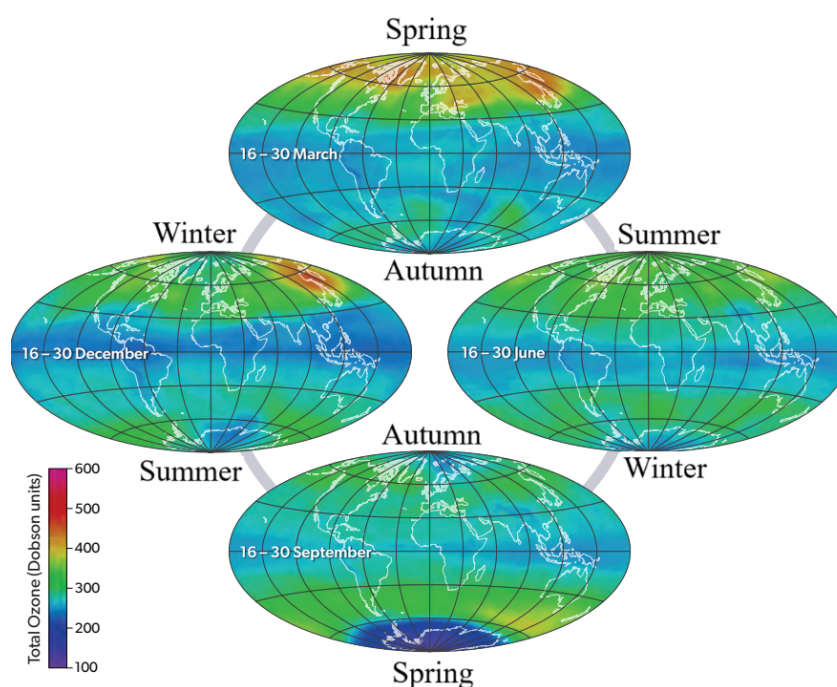 Spring
16 – 30 March
Autumn
Winter
16 – 30 December
Summer
Summer
16 – 30 June
Winter
Autumn
16 – 30 September
Spring
Total Ozone (Dobson units)
600
500
400
300
200
100